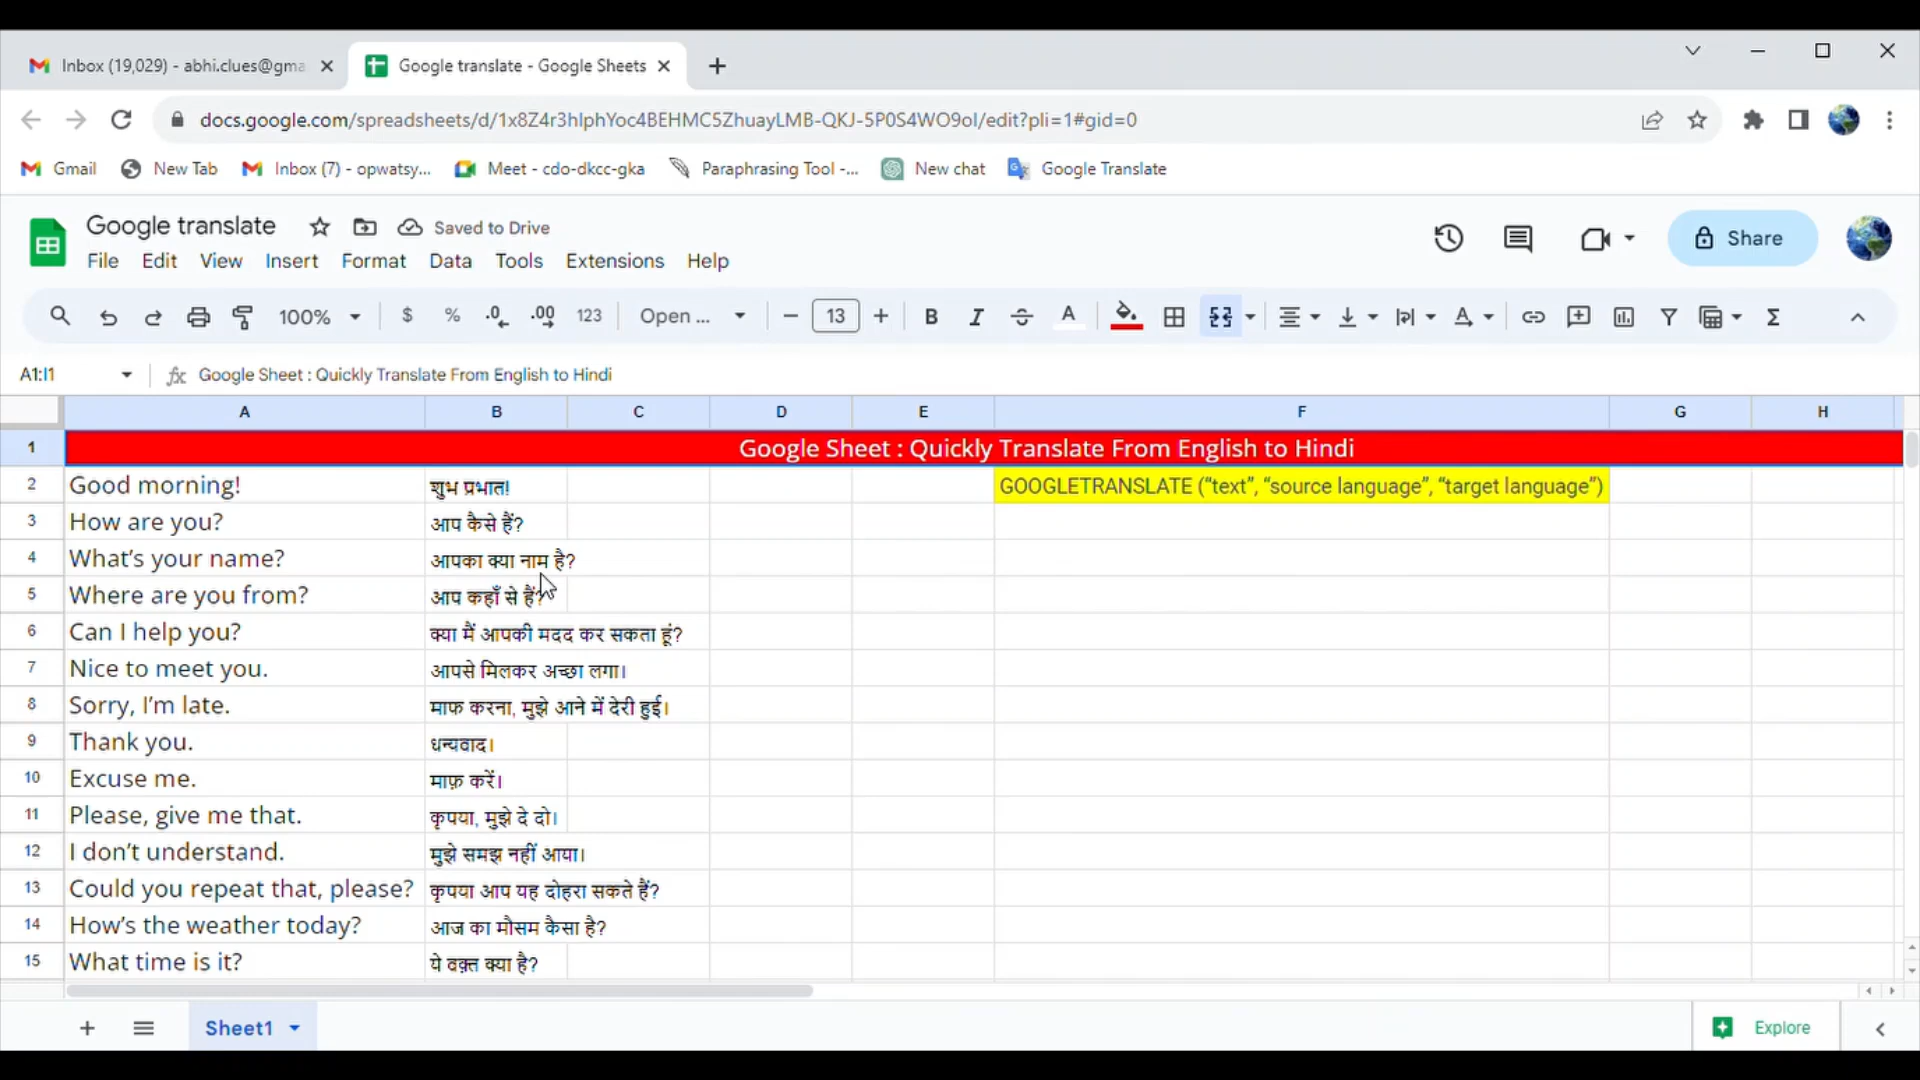 Inbox (19,029) - abhi.clues@gma
Google translate - Google Sheets
docs.google.com/spreadsheets/d/1x8Z4r3hIphYoc4BEHMC5ZhuayLMB-QKJ-5P0S4WO9oI/edit?pli=1#gid=0
Gmail New Tab Inbox (7) - opwatsy... Meet - cdo-dkcc-gka Paraphrasing Tool -... New chat Google Translate
Google translate Saved to Drive
Share
File Edit View Insert Format Data Tools Extensions Help
100% $ % .0 .00 123 Open ... 13 B I A
A1:I1 fx Google Sheet : Quickly Translate From English to Hindi
A B C D E F G H
1 Google Sheet : Quickly Translate From English to Hindi
2 Good morning! शुभ प्रभात! GOOGLETRANSLATE (“text”, “source language”, “target language”)
3 How are you? आप कैसे हैं?
4 What’s your name? आपका क्या नाम है?
5 Where are you from? आप कहाँ से हैं?
6 Can I help you? क्या मैं आपकी मदद कर सकता हूं?
7 Nice to meet you. आपसे मिलकर अच्छा लगा।
8 Sorry, I’m late. माफ करना, मुझे आने में देरी हुई।
9 Thank you. धन्यवाद।
10 Excuse me. माफ़ करें।
11 Please, give me that. कृपया, मुझे दे दो।
12 I don’t understand. मुझे समझ नहीं आया।
13 Could you repeat that, please? कृपया आप यह दोहरा सकते हैं?
14 How’s the weather today? आज का मौसम कैसा है?
15 What time is it? ये वक़्त क्या है?
Sheet1 Explore